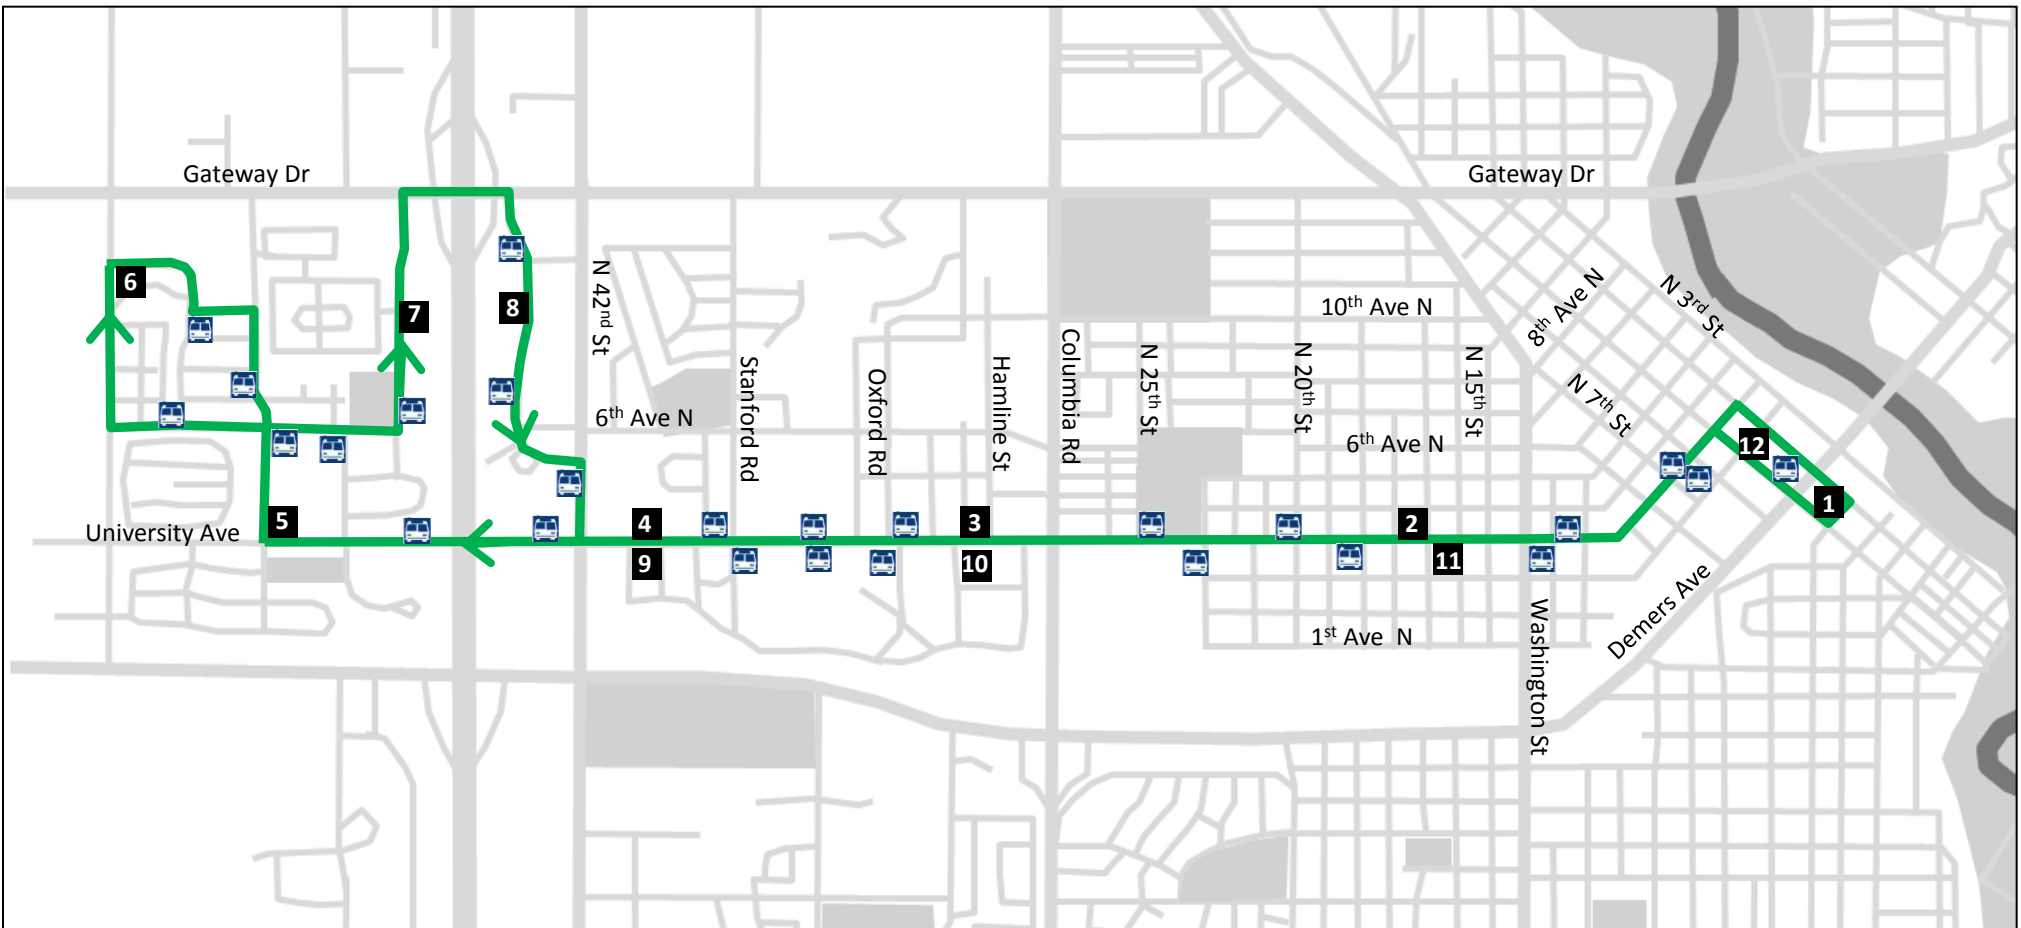 Gateway Dr
Gateway Dr
6
7
8
N 42nd St
10th Ave N
8th Ave N
N 3rd St
Stanford Rd
Oxford Rd
Hamline St
Columbia Rd
N 25th St
N 20th St
N 15th St
N 7th St
6th Ave N
6th Ave N
12
1
University Ave
5
4
3
2
9
10
11
1st Ave N
Washington St
Demers Ave